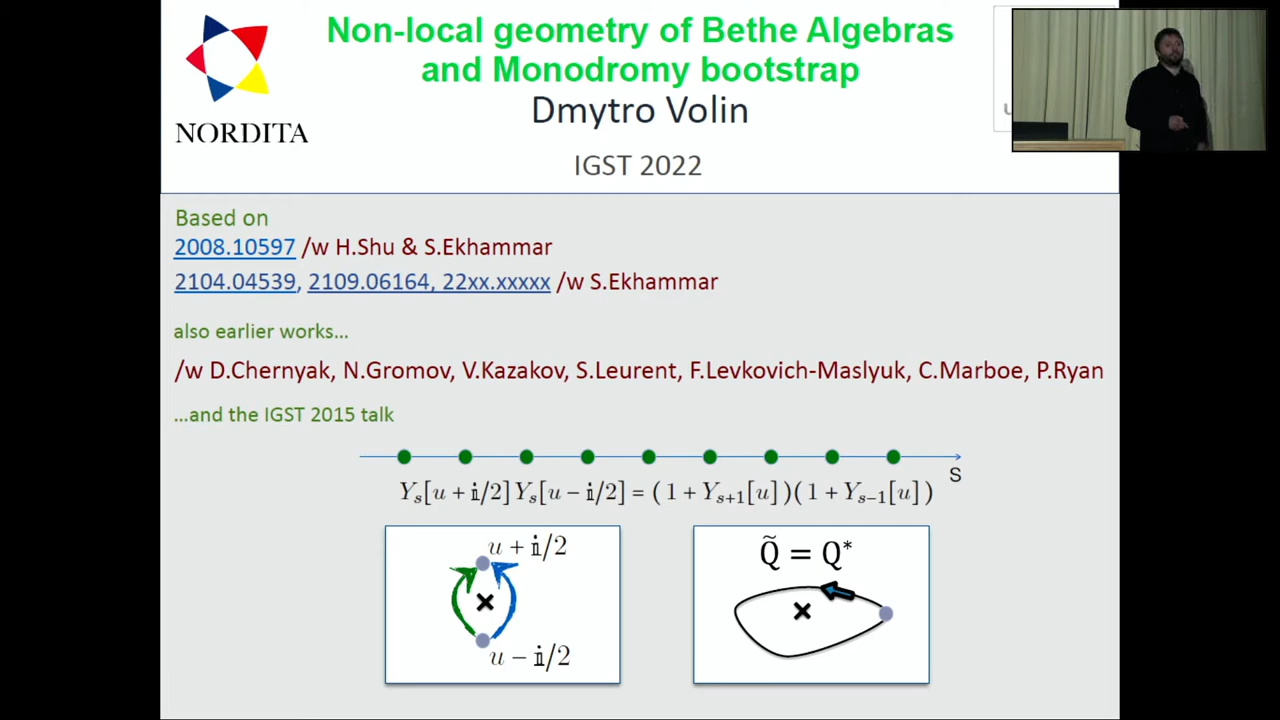 Non-local geometry of Bethe Algebras
and Monodromy bootstrap
Dmytro Volin
NORDITA
IGST 2022
Based on
2008.10597 /w H.Shu & S.Ekhammar
2104.04539, 2109.06164, 22xx.xxxxx /w S.Ekhammar
also earlier works...
/w D.Chernyak, N.Gromov, V.Kazakov, S.Leurent, F.Levkovich-Maslyuk, C.Marboe, P.Ryan
...and the IGST 2015 talk
S
Yₛ[u + i/2] Yₛ[u − i/2] = (1 + Yₛ₊₁[u])(1 + Yₛ₋₁[u])
u + i/2
u − i/2
Q̃ = Q*